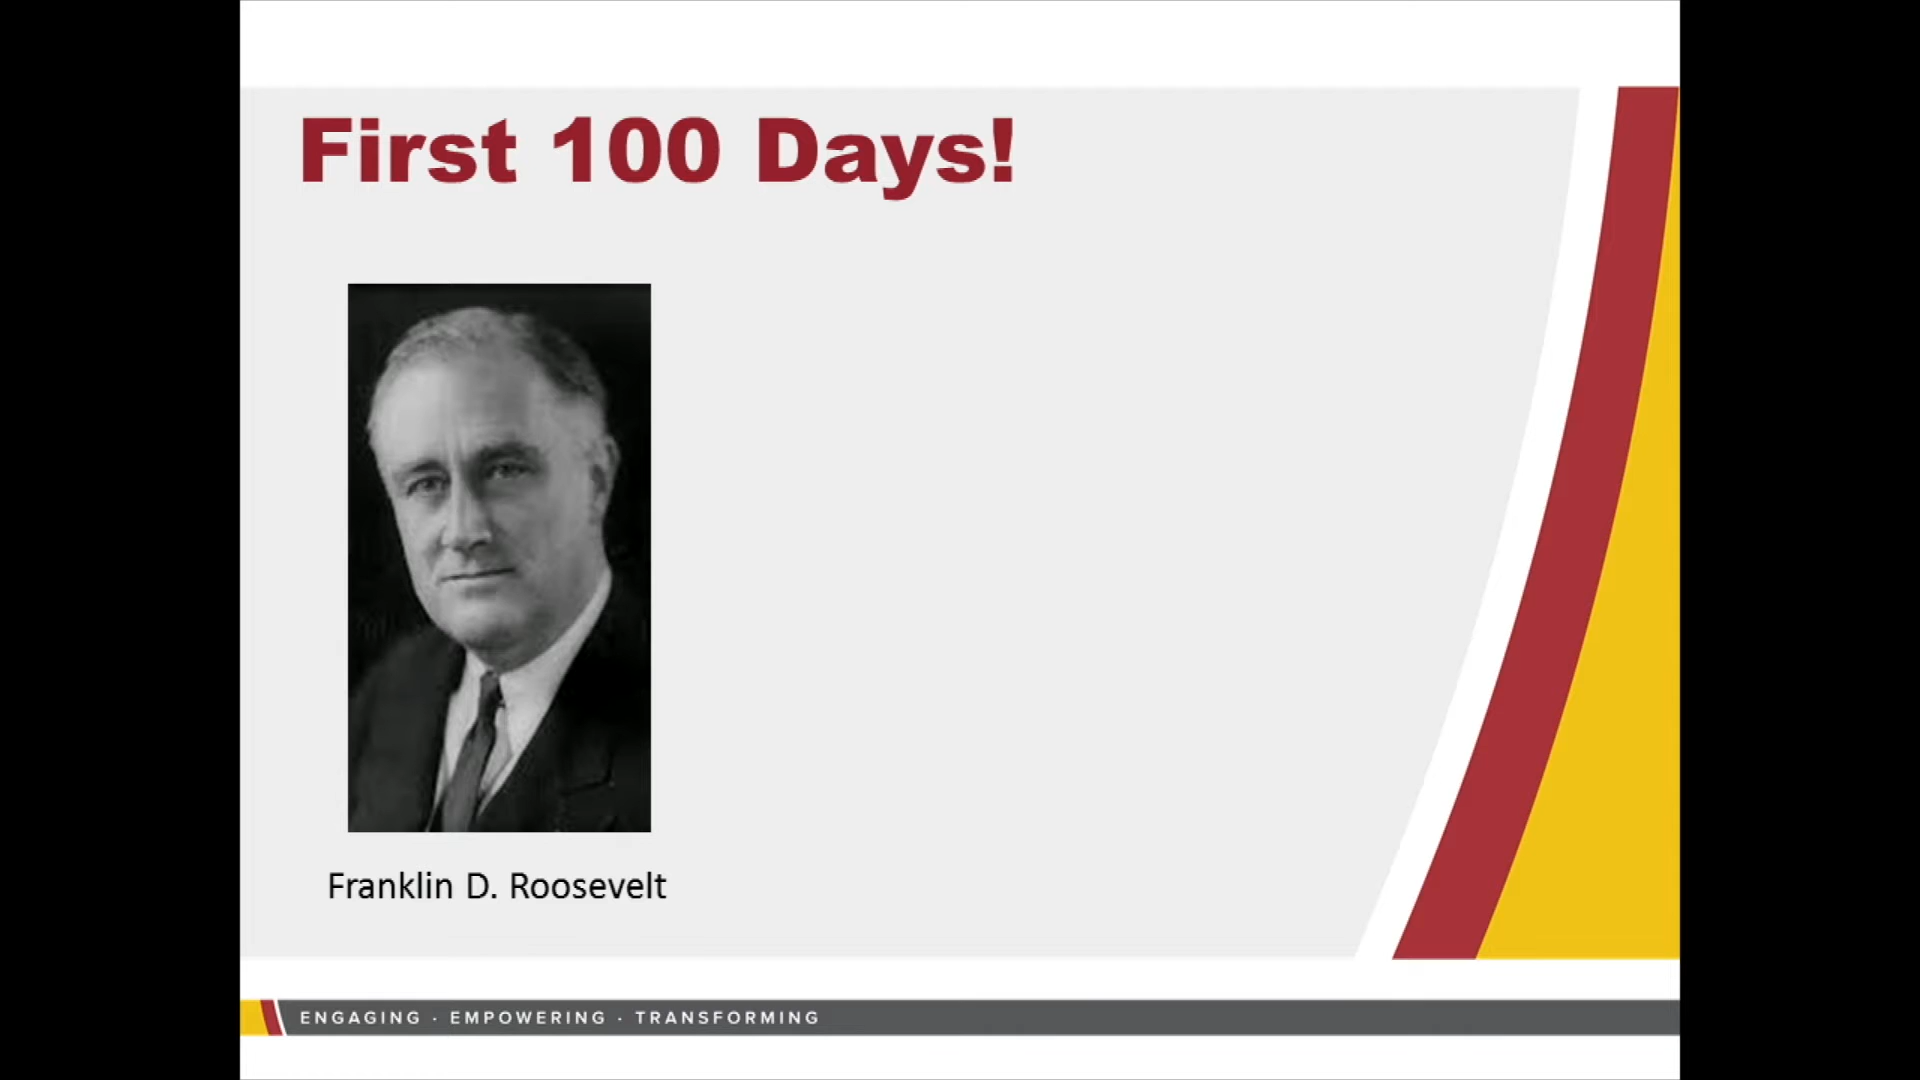 First 100 Days!
Franklin D. Roosevelt
ENGAGING · EMPOWERING · TRANSFORMING